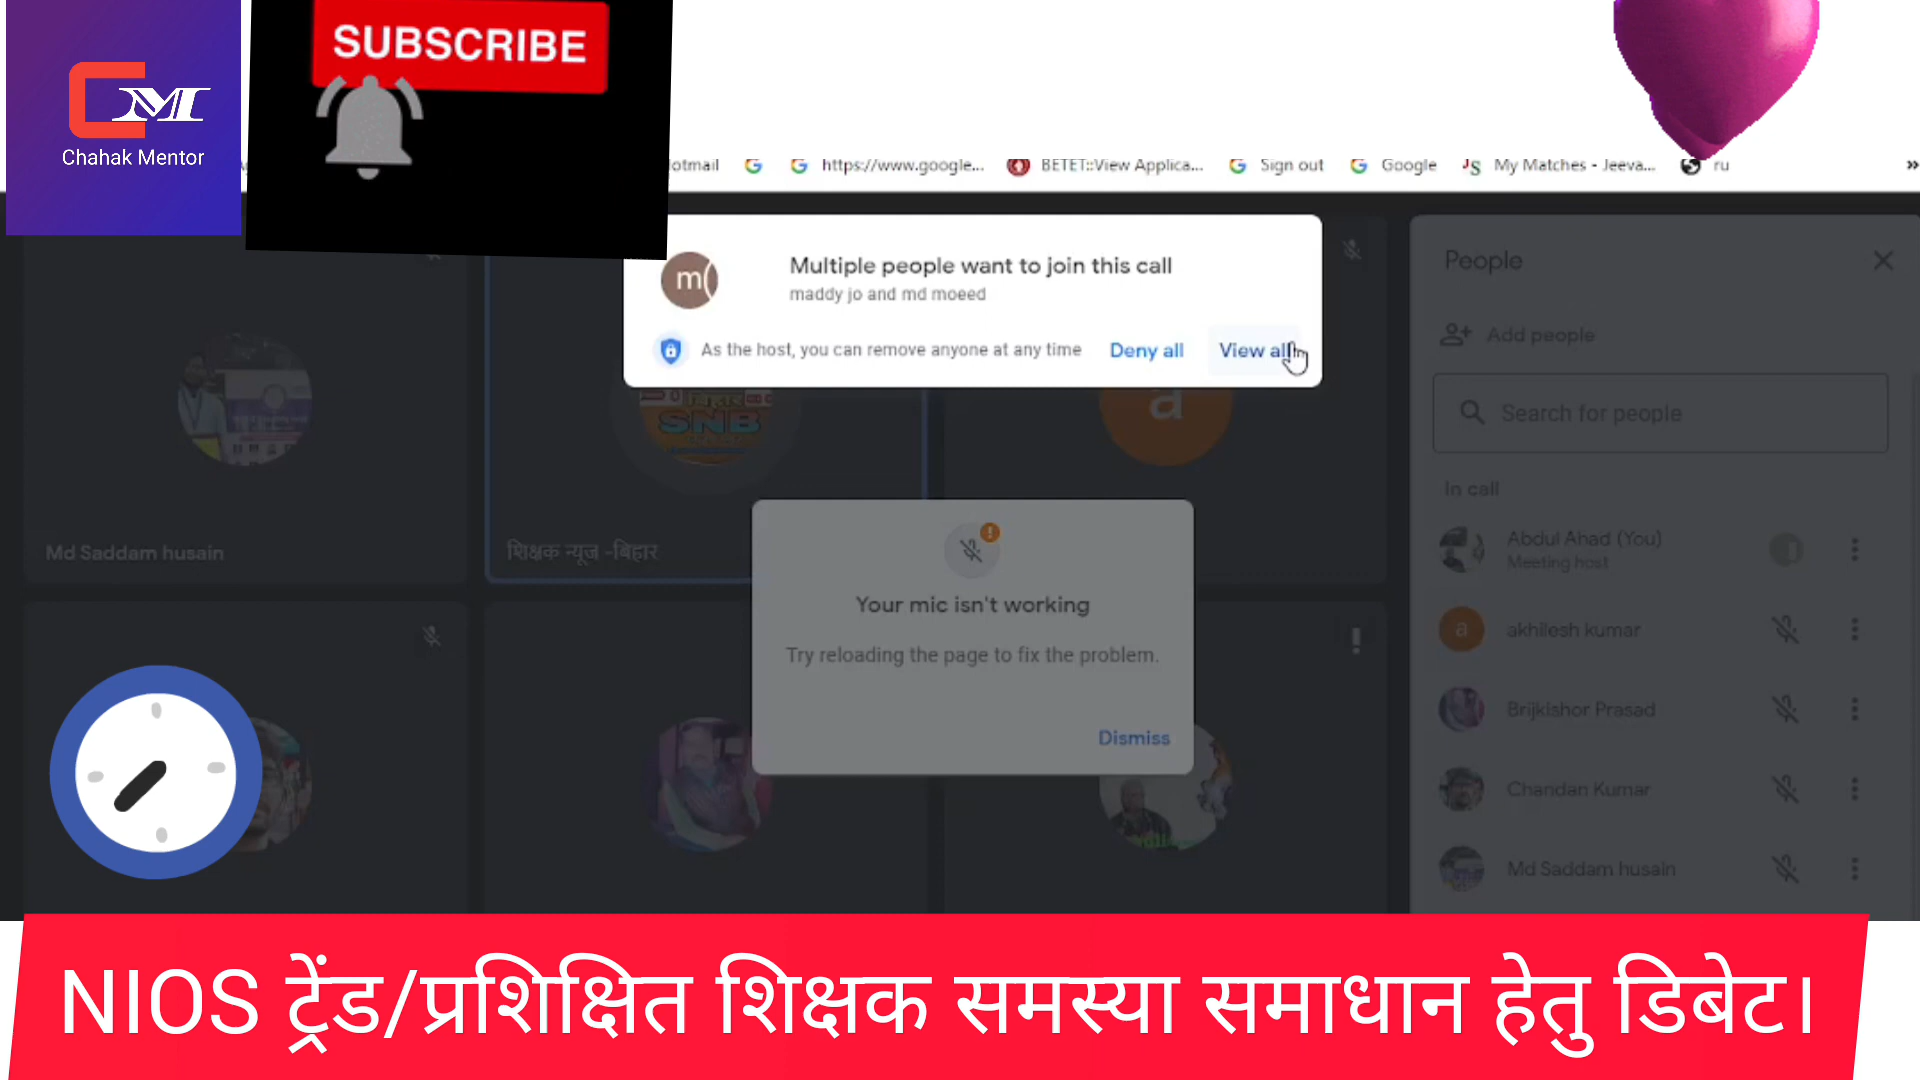 SUBSCRIBE
CM
Chahak Mentor
otmail
https://www.google...
BETET::View Applica...
Sign out
Google
My Matches - Jeeva...
ru
Multiple people want to join this call
m(
maddy jo and md moeed
As the host, you can remove anyone at any time
Deny all
View all
People
Add people
Search for people
बिहार
SNB
a
In call
Md Saddam husain
शिक्षक न्यूज -बिहार
Abdul Ahad (You)
Meeting host
Your mic isn't working
Try reloading the page to fix the problem.
Dismiss
a
akhilesh kumar
Brijkishor Prasad
Chandan Kumar
Md Saddam husain
NIOS ट्रेंड/प्रशिक्षित शिक्षक समस्या समाधान हेतु डिबेट।